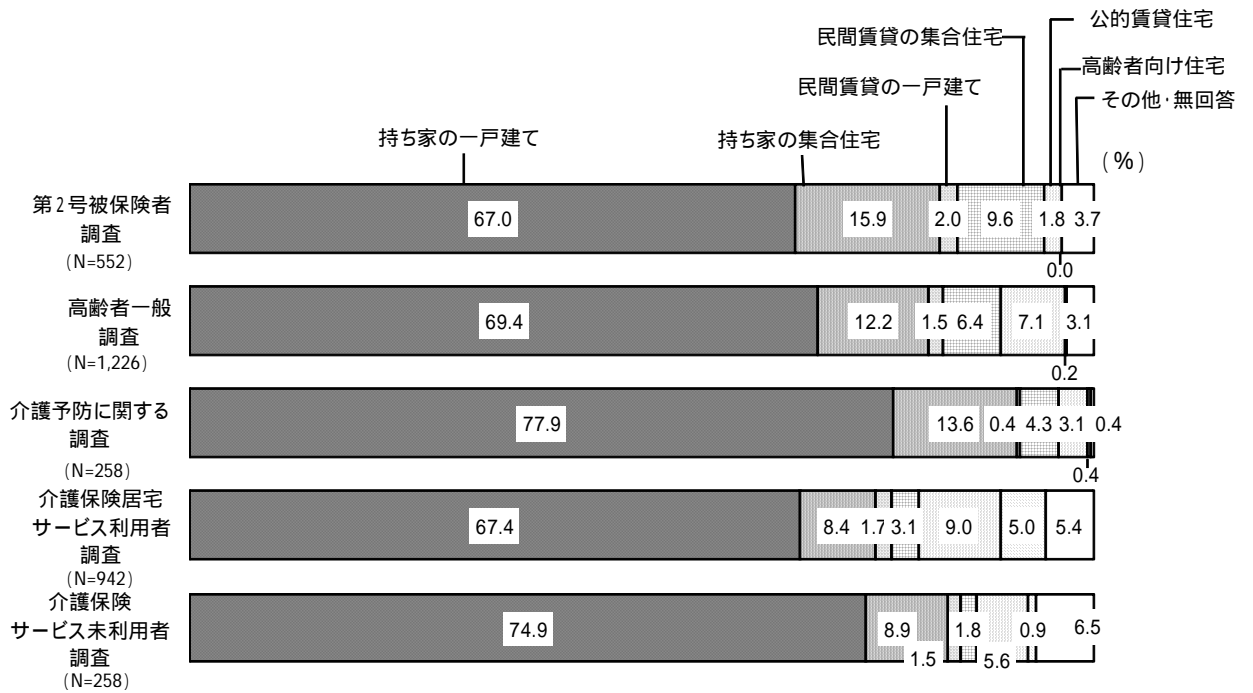 公的賃貸住宅
民間賃貸の集合住宅
高齢者向け住宅
民間賃貸の一戸建て
その他・無回答
持ち家の一戸建て
持ち家の集合住宅
(%)
第2号被保険者
調査
(N=552)
67.0 15.9 2.0 9.6 1.8 3.7
0.0
高齢者一般
調査
(N=1,226)
69.4 12.2 1.5 6.4 7.1 3.1
0.2
介護予防に関する
調査
(N=258)
77.9 13.6 0.4 4.3 3.1 0.4
0.4
介護保険居宅
サービス利用者
調査
(N=942)
67.4 8.4 1.7 3.1 9.0 5.0 5.4
介護保険
サービス未利用者
調査
(N=258)
74.9 8.9 1.8 0.9 6.5
1.5 5.6